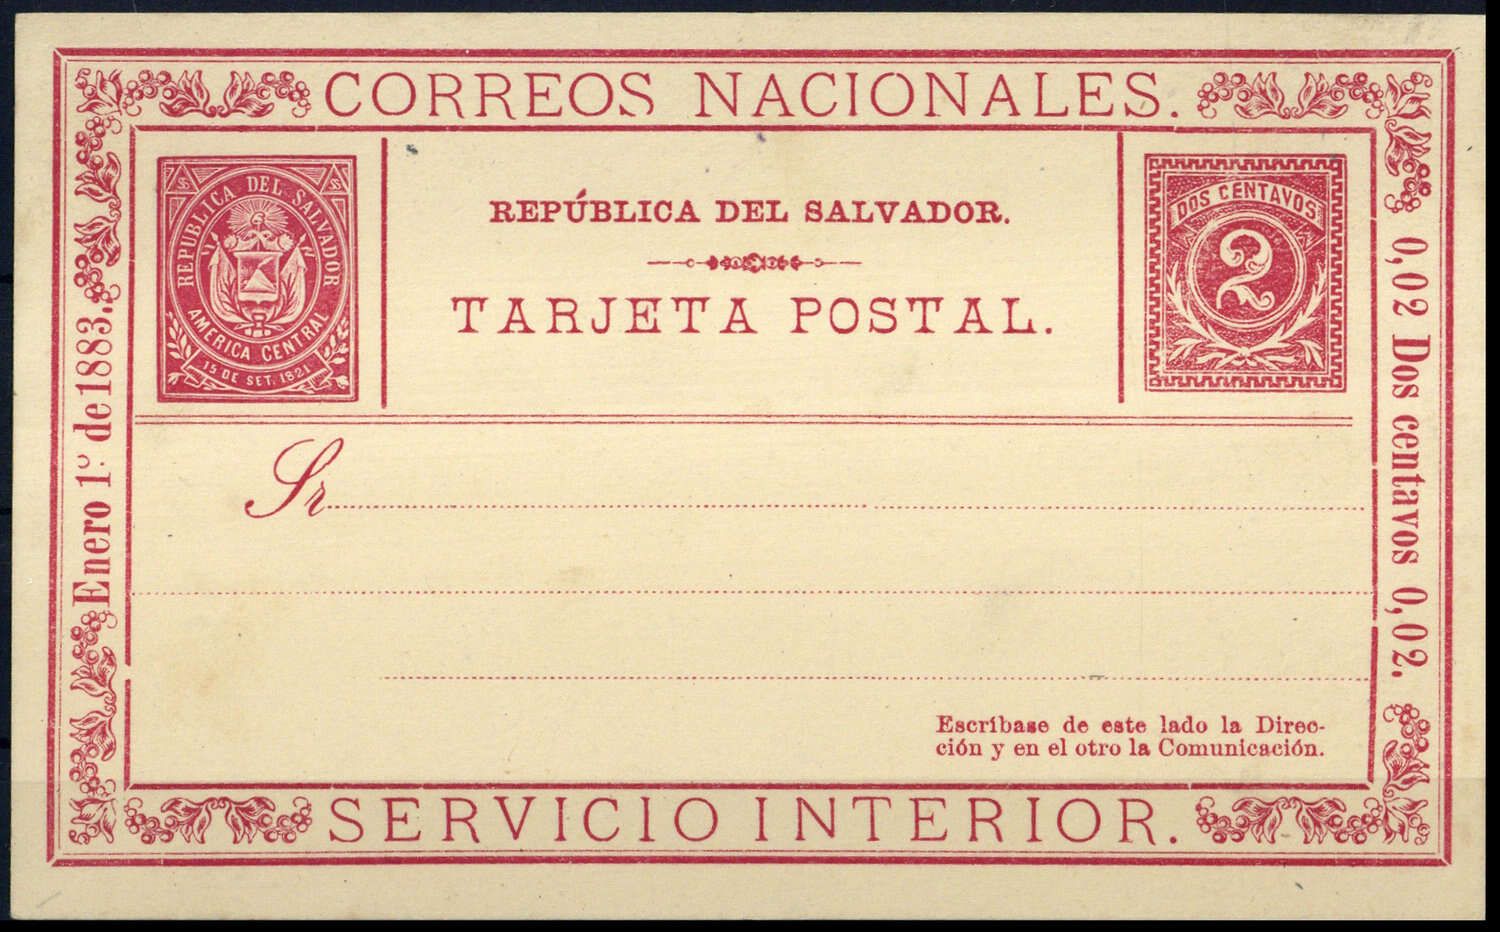 CORREOS NACIONALES.
REPUBLICA DEL SALVADOR
AMERICA CENTRAL
15 DE SET. 1821.
REPÚBLICA DEL SALVADOR.
TARJETA POSTAL.
DOS CENTAVOS
2
Enero 1º de 1883.
0,02 Dos centavos 0,02.
Sr
Escríbase de este lado la Direc-
ción y en el otro la Comunicación.
SERVICIO INTERIOR.